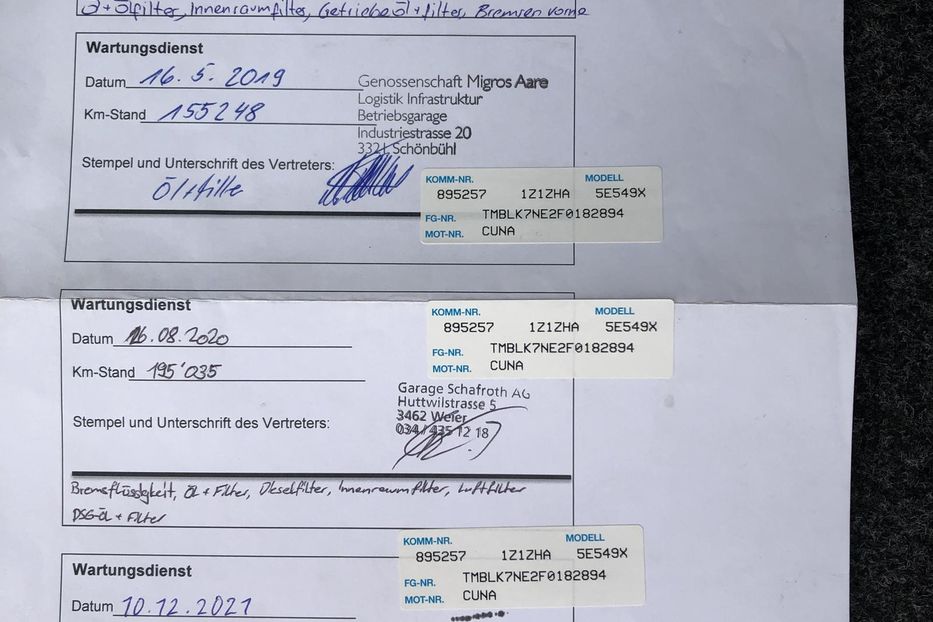 Öl + Ölfilter, Innenraumfilter, Getriebeöl + filter, Bremsen vorne
Wartungsdienst
Datum 16. 5. 2019
Km-Stand 155248
Genossenschaft Migros Aare
Logistik Infrastruktur
Betriebsgarage
Industriestrasse 20
3321 Schönbühl
Stempel und Unterschrift des Vertreters:
Öl + filte
KOMM-NR. MODELL
895257 1Z1ZHA 5E549X
FG-NR. TMBLK7NE2F0182894
MOT-NR. CUNA
Wartungsdienst
Datum 26.08.2020
Km-Stand 195'035
KOMM-NR. MODELL
895257 1Z1ZHA 5E549X
FG-NR. TMBLK7NE2F0182894
MOT-NR. CUNA
Stempel und Unterschrift des Vertreters:
Garage Schafroth AG
Huttwilstrasse 5
3462 Weier
034 / 435 12 18
Bremsflüssigkeit, Öl + Filter, Dieselfilter, Innenraumfilter, Luftfilter
DSG-Öl + Filter
KOMM-NR. MODELL
895257 1Z1ZHA 5E549X
FG-NR. TMBLK7NE2F0182894
MOT-NR. CUNA
Wartungsdienst
Datum 10.12.2021